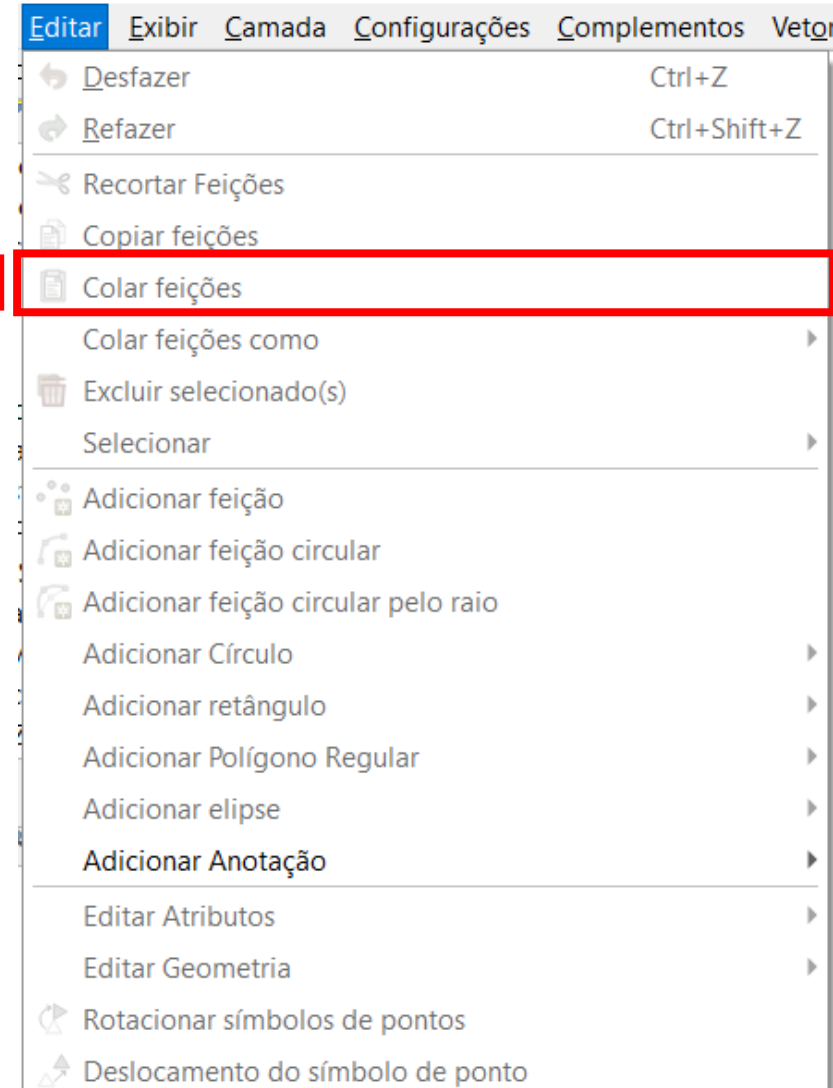 Editar Exibir Camada Configurações Complementos Vetor
Desfazer Ctrl+Z
Refazer Ctrl+Shift+Z
Recortar Feições
Copiar feições
Colar feições
Colar feições como
Excluir selecionado(s)
Selecionar
Adicionar feição
Adicionar feição circular
Adicionar feição circular pelo raio
Adicionar Círculo
Adicionar retângulo
Adicionar Polígono Regular
Adicionar elipse
Adicionar Anotação
Editar Atributos
Editar Geometria
Rotacionar símbolos de pontos
Deslocamento do símbolo de ponto